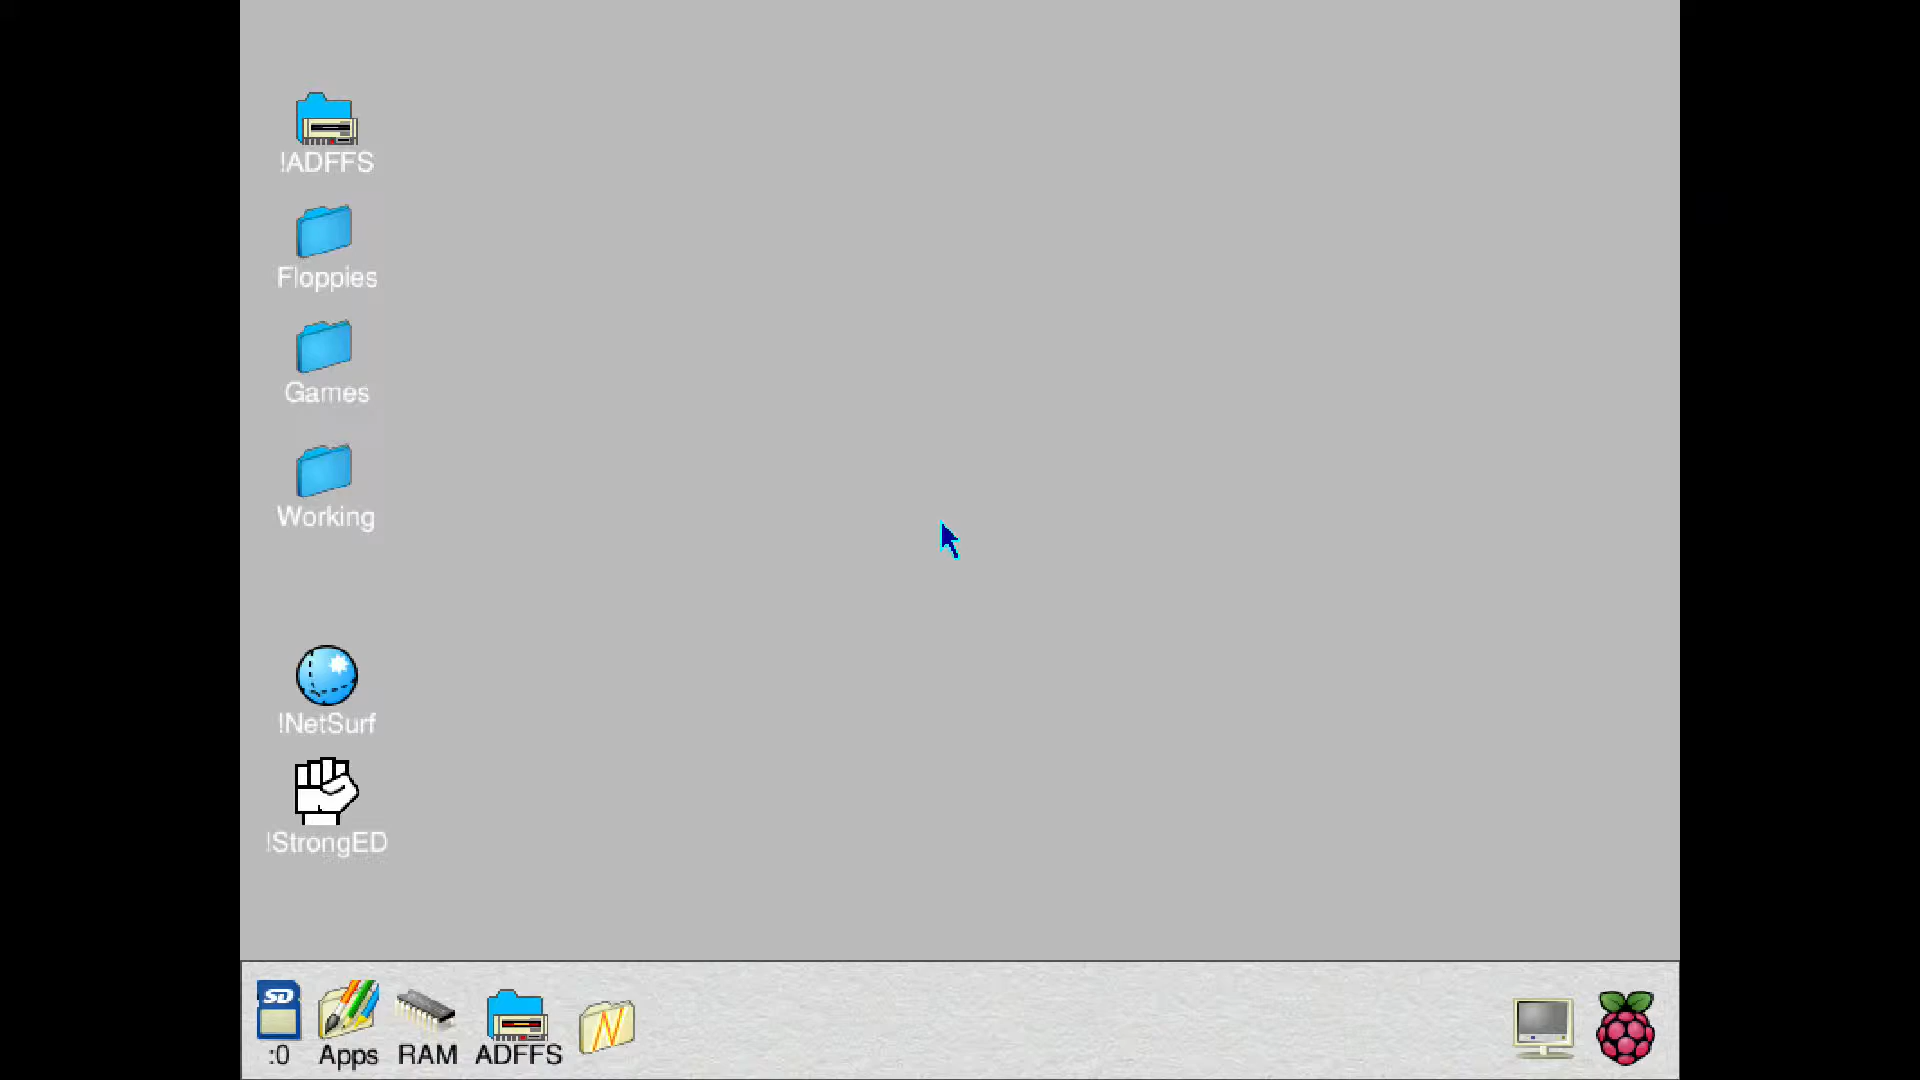 !ADFFS
Floppies
Games
Working
!NetSurf
!StrongED
SD
N
:0
Apps
RAM
ADFFS